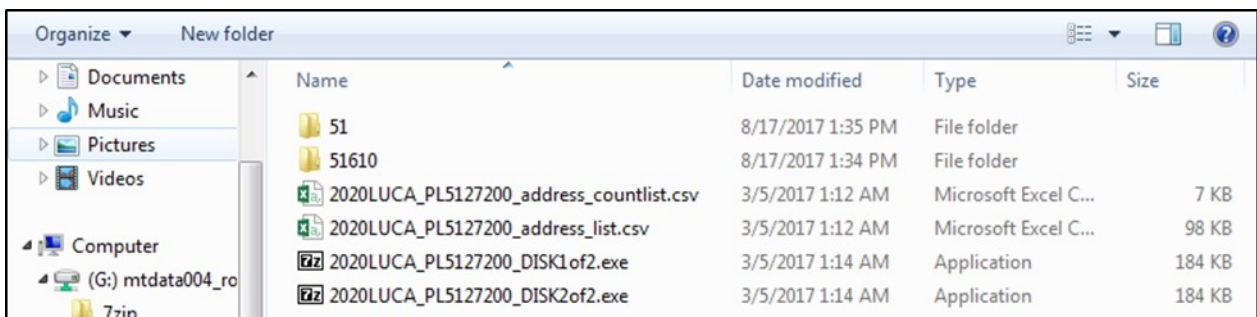 Organize New folder
Documents
Music
Pictures
Videos
Computer
(G:) mtdata004_ro
7zip
Name Date modified Type Size
51 8/17/2017 1:35 PM File folder
51610 8/17/2017 1:34 PM File folder
2020LUCA_PL5127200_address_countlist.csv 3/5/2017 1:12 AM Microsoft Excel C... 7 KB
2020LUCA_PL5127200_address_list.csv 3/5/2017 1:12 AM Microsoft Excel C... 98 KB
2020LUCA_PL5127200_DISK1of2.exe 3/5/2017 1:14 AM Application 184 KB
2020LUCA_PL5127200_DISK2of2.exe 3/5/2017 1:14 AM Application 184 KB